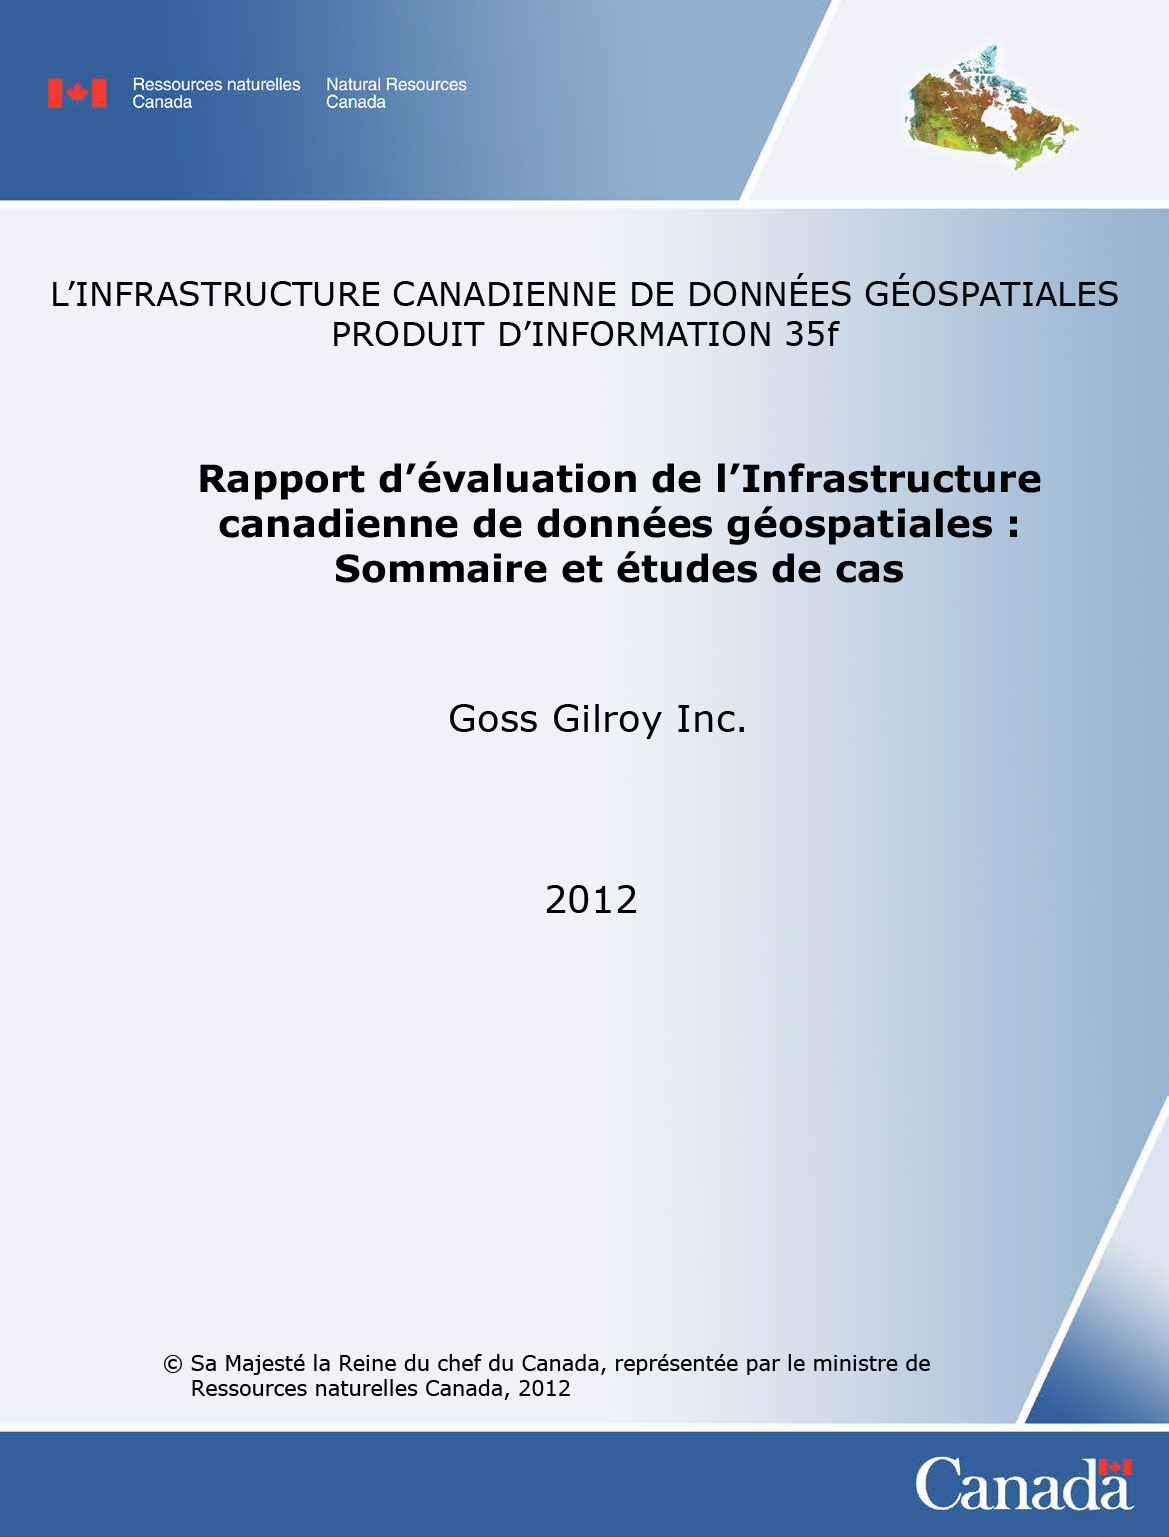 Ressources naturelles Canada
Natural Resources Canada
L’INFRASTRUCTURE CANADIENNE DE DONNÉES GÉOSPATIALES
PRODUIT D’INFORMATION 35f
Rapport d’évaluation de l’Infrastructure
canadienne de données géospatiales :
Sommaire et études de cas
Goss Gilroy Inc.
2012
© Sa Majesté la Reine du chef du Canada, représentée par le ministre de
Ressources naturelles Canada, 2012
Canada